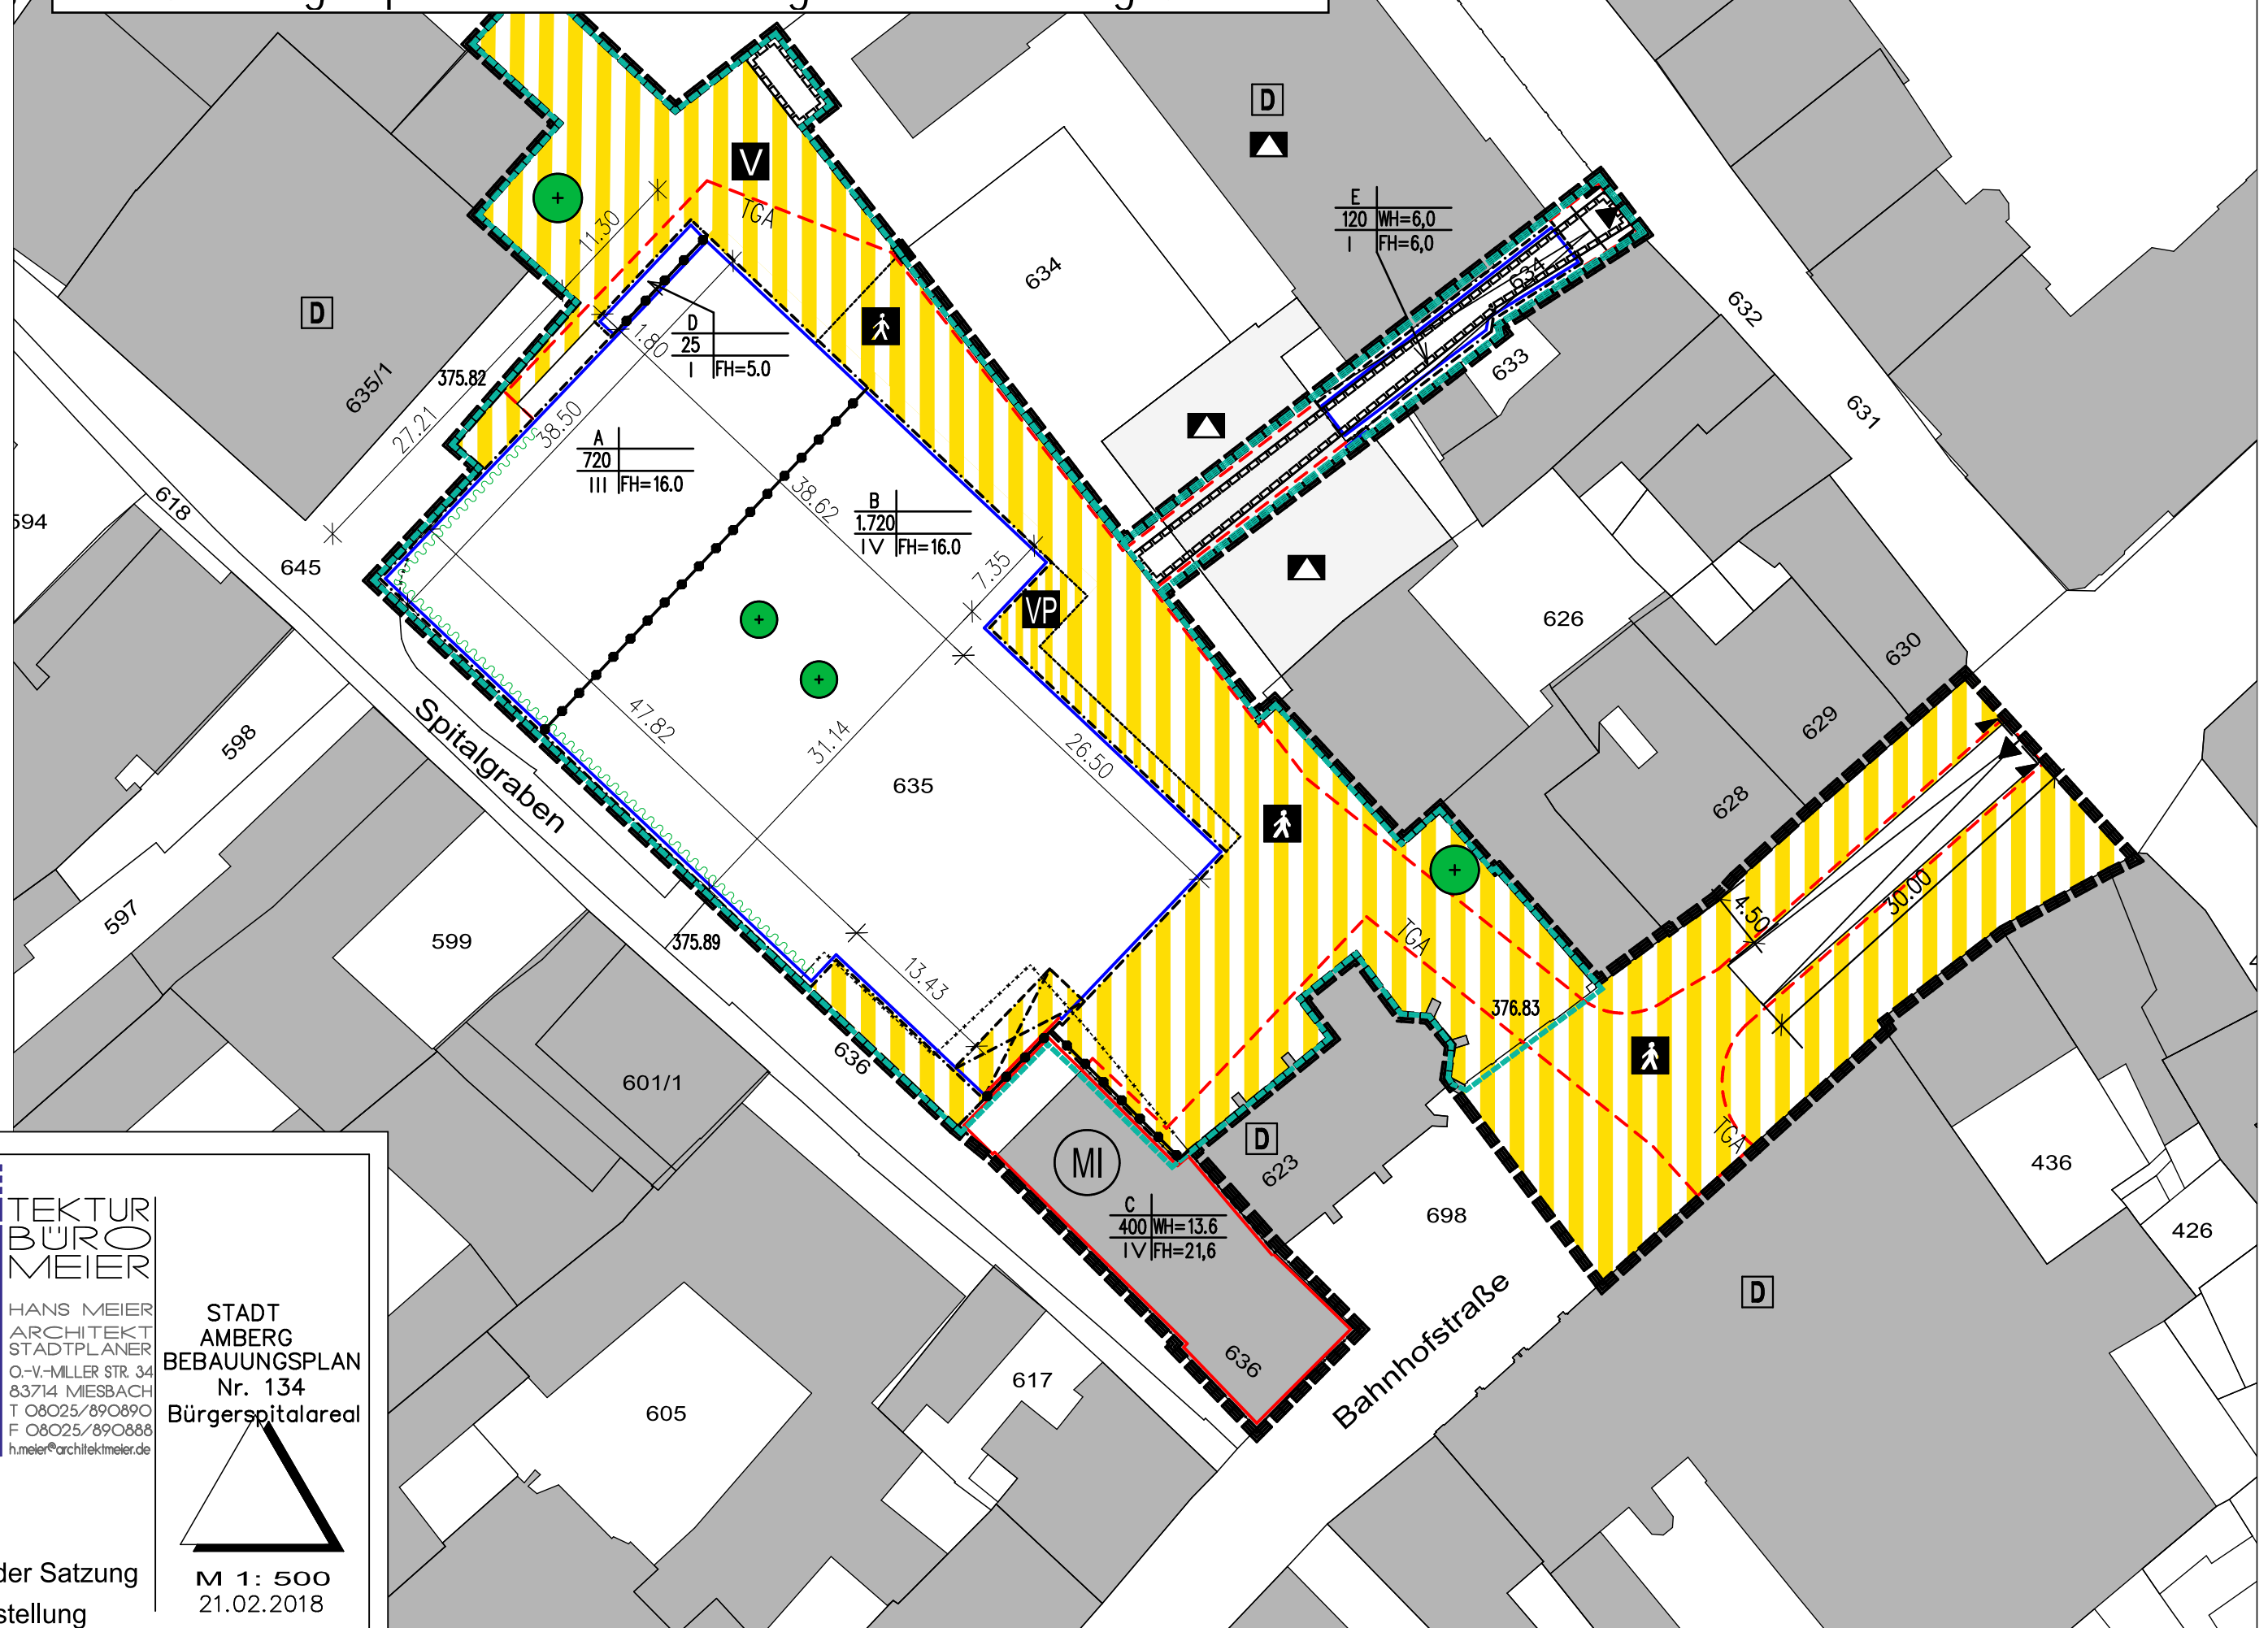 V
D
E
120 WH=6,0
I FH=6,0
TGA
11.30
634
634
632
D
635/1
375.82
27.21
1.80
D
25
I FH=5.0
633
631
38.50
A
720
III FH=16.0
38.62
B
1.720
IV FH=16.0
594
618
645
7.35
VP
626
630
598
Spitalgraben
47.82
31.14
26.50
635
629
628
597
599
375.89
13.43
4.50
30.00
TGA
376.83
636
601/1
TGA
MI
D
623
C
400 WH=13.6
IV FH=21,6
698
436
426
D
636
Bahnhofstraße
617
605
TEKTUR
BÜRO
MEIER
HANS MEIER
ARCHITEKT
STADTPLANER
O.-V.-MILLER STR. 34
83714 MIESBACH
T 08025/890890
F 08025/890888
h.meier@architektmeier.de
STADT
AMBERG
BEBAUUNGSPLAN
Nr. 134
Bürgerspitalareal
M 1: 500
21.02.2018
der Satzung
stellung